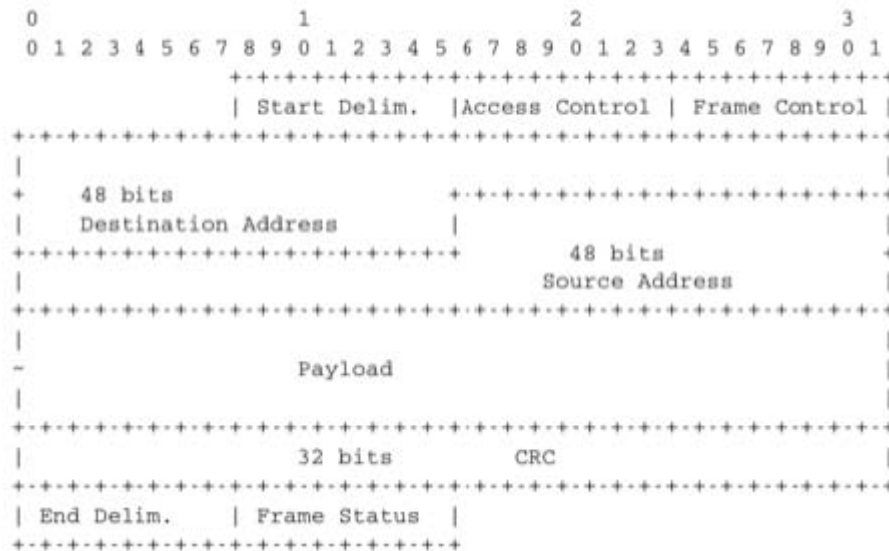 0 1 2 3
0 1 2 3 4 5 6 7 8 9 0 1 2 3 4 5 6 7 8 9 0 1 2 3 4 5 6 7 8 9 0 1
+-+-+-+-+-+-+-+-+-+-+-+-+-+-+-+-+-+-+-+-+-+-+-+-+
| Start Delim. |Access Control | Frame Control |
+-+-+-+-+-+-+-+-+-+-+-+-+-+-+-+-+-+-+-+-+-+-+-+-+-+-+-+-+-+-+-+-+
| |
+ 48 bits +-+-+-+-+-+-+-+-+-+-+-+-+-+-+-+-+
| Destination Address | |
+-+-+-+-+-+-+-+-+-+-+-+-+-+-+-+-+ 48 bits +
| Source Address |
+-+-+-+-+-+-+-+-+-+-+-+-+-+-+-+-+-+-+-+-+-+-+-+-+-+-+-+-+-+-+-+-+
| |
~ Payload |
| |
+-+-+-+-+-+-+-+-+-+-+-+-+-+-+-+-+-+-+-+-+-+-+-+-+-+-+-+-+-+-+-+-+
| 32 bits CRC |
+-+-+-+-+-+-+-+-+-+-+-+-+-+-+-+-+-+-+-+-+-+-+-+-+-+-+-+-+-+-+-+-+
| End Delim. | Frame Status |
+-+-+-+-+-+-+-+-+-+-+-+-+-+-+-+-+